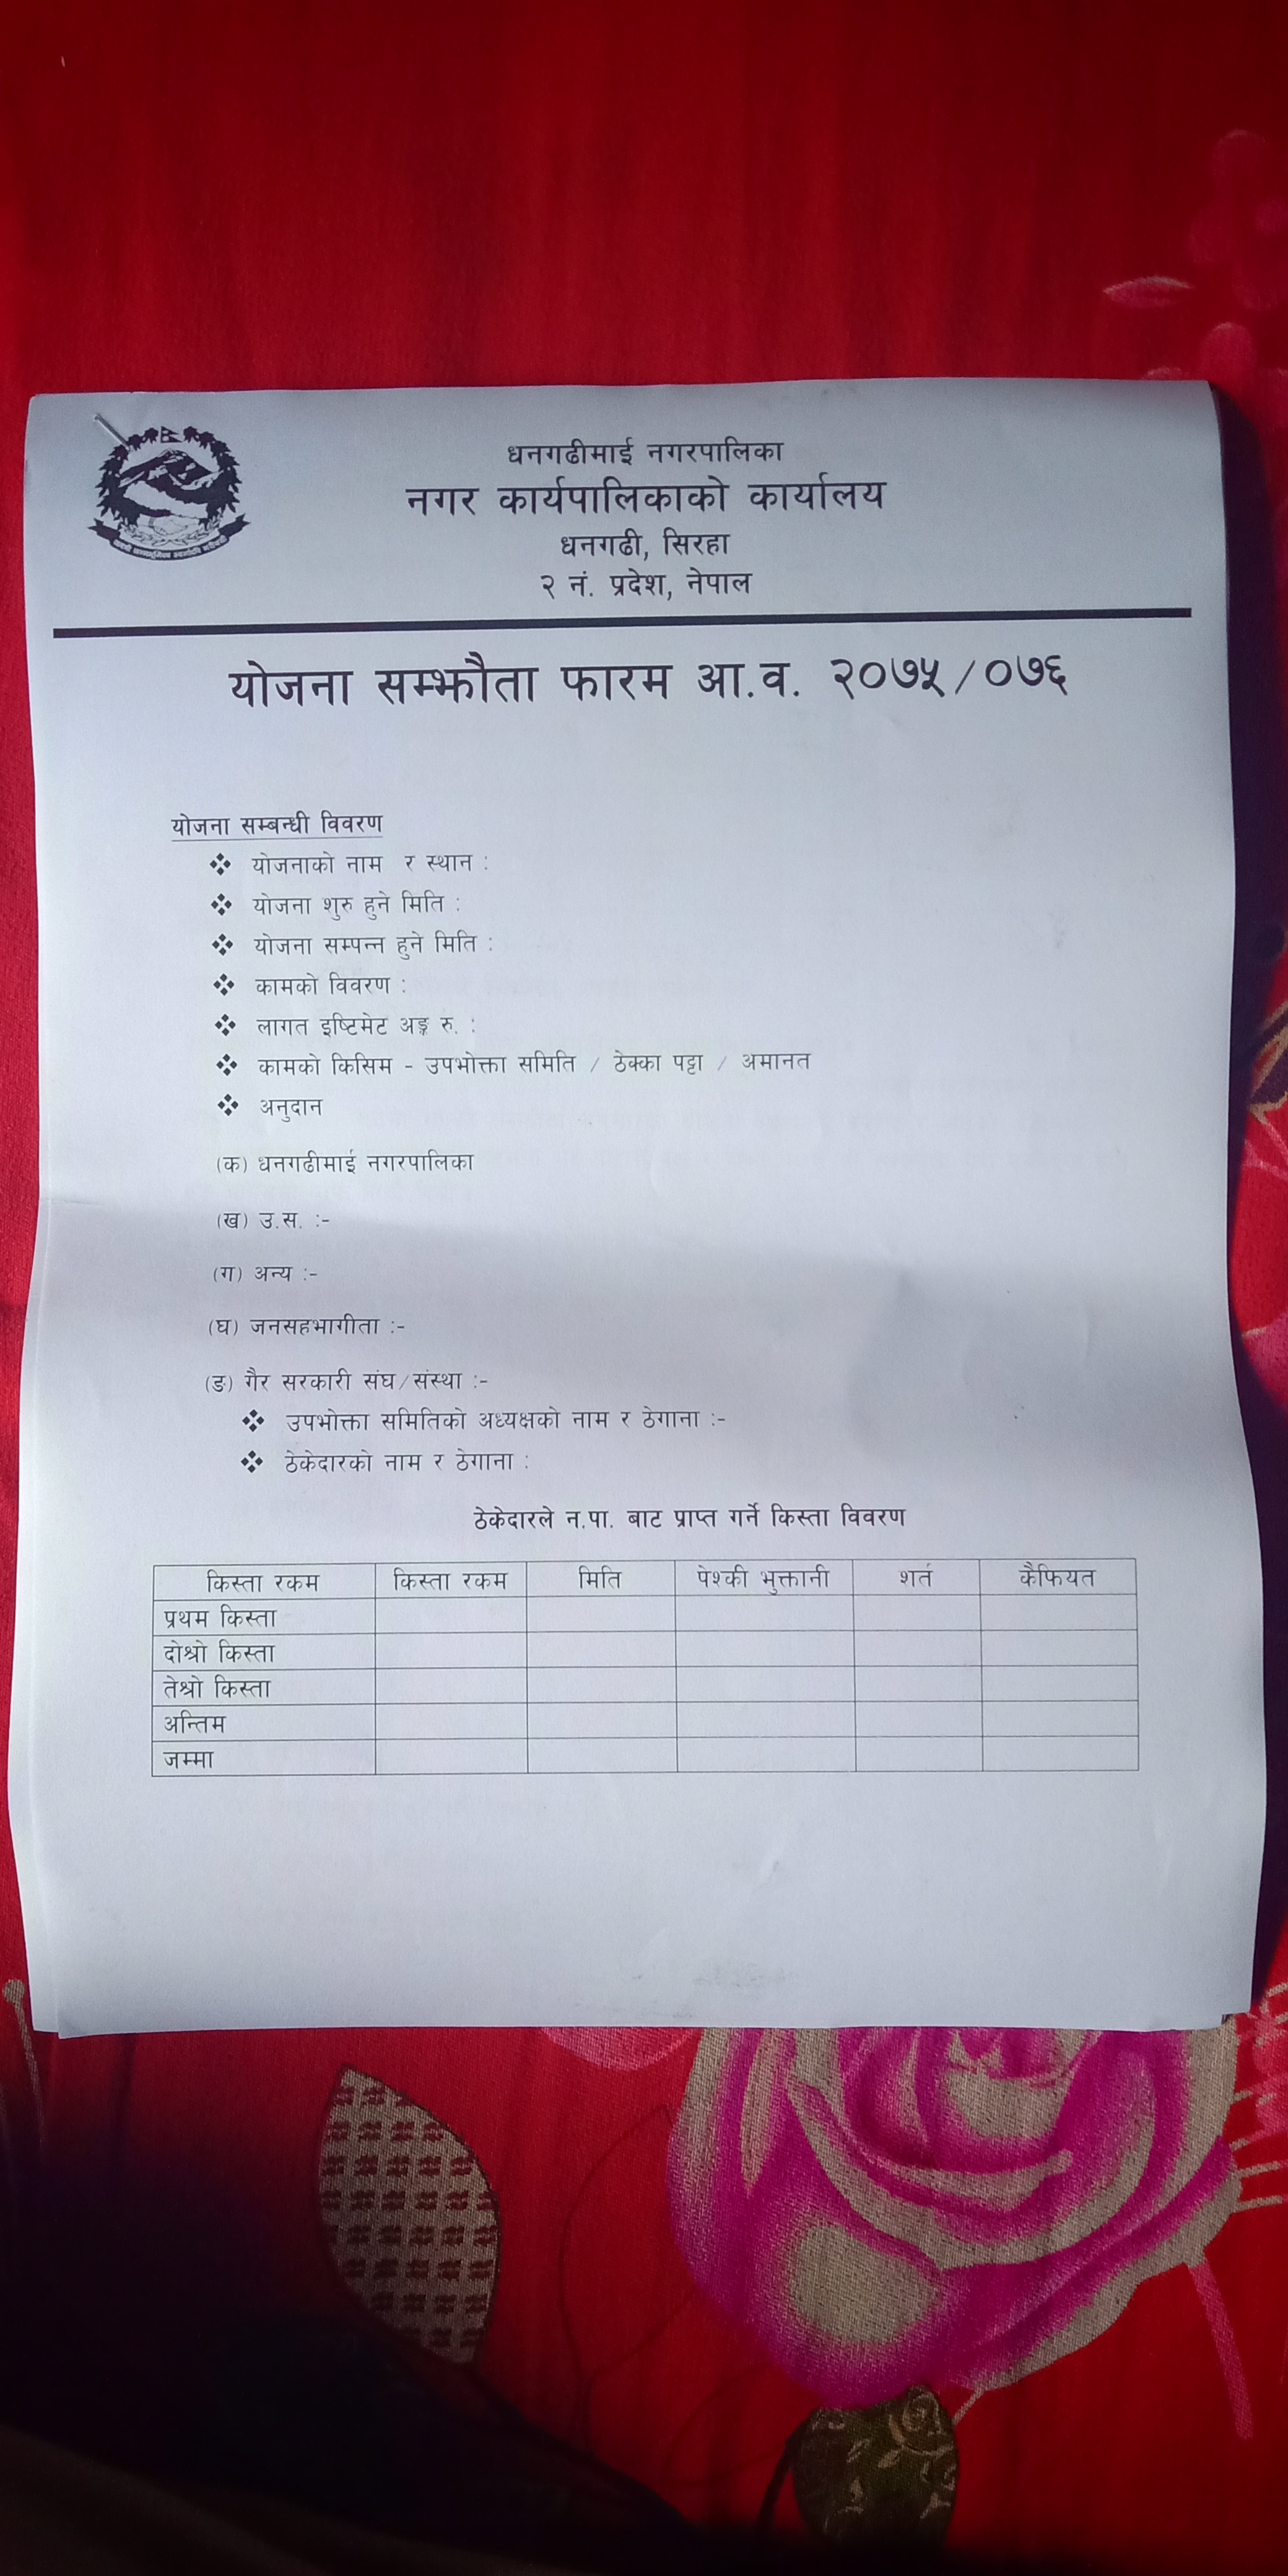 धनगढीमाई नगरपालिका
नगर कार्यपालिकाको कार्यालय
धनगढी, सिरहा
२ नं. प्रदेश, नेपाल
योजना सम्झौता फारम आ.व. २०७५/०७६
योजना सम्बन्धी विवरण
❖ योजनाको नाम र स्थान :
❖ योजना शुरु हुने मिति :
❖ योजना सम्पन्न हुने मिति :
❖ कामको विवरण :
❖ लागत इष्टिमेट अङ्क रु. :
❖ कामको किसिम - उपभोक्ता समिति / ठेक्का पट्टा / अमानत
❖ अनुदान
(क) धनगढीमाई नगरपालिका
(ख) उ.स. :-
(ग) अन्य :-
(घ) जनसहभागीता :-
(ङ) गैर सरकारी संघ/संस्था :-
❖ उपभोक्ता समितिको अध्यक्षको नाम र ठेगाना :-
❖ ठेकेदारको नाम र ठेगाना :
ठेकेदारले न.पा. बाट प्राप्त गर्ने किस्ता विवरण
किस्ता रकम किस्ता रकम मिति पेश्की भुक्तानी शर्त कैफियत
प्रथम किस्ता
दोश्रो किस्ता
तेश्रो किस्ता
अन्तिम
जम्मा